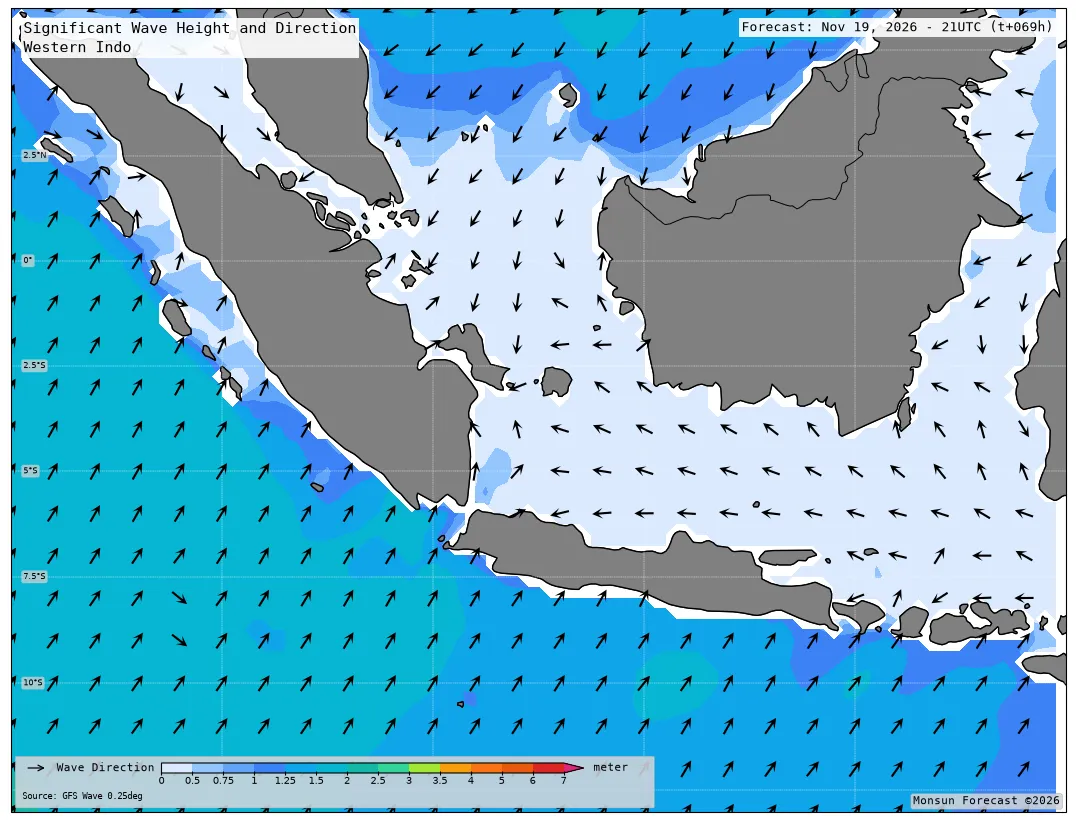 Significant Wave Height and Direction
Western Indo
Forecast: Nov 19, 2026 - 21UTC (t+069h)
2.5°N
0°
2.5°S
5°S
7.5°S
10°S
Wave Direction
meter
0 0.5 0.75 1 1.25 1.5 2 2.5 3 3.5 4 5 6 7
Source: GFS Wave 0.25deg
Monsun Forecast ©2026